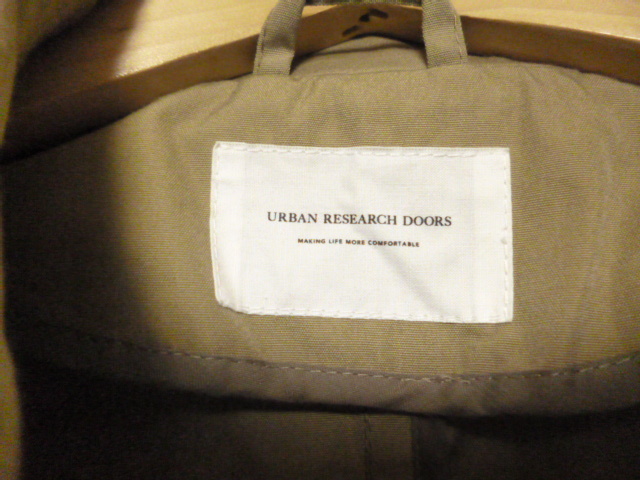 URBAN RESEARCH DOORS
MAKING LIFE MORE COMFORTABLE